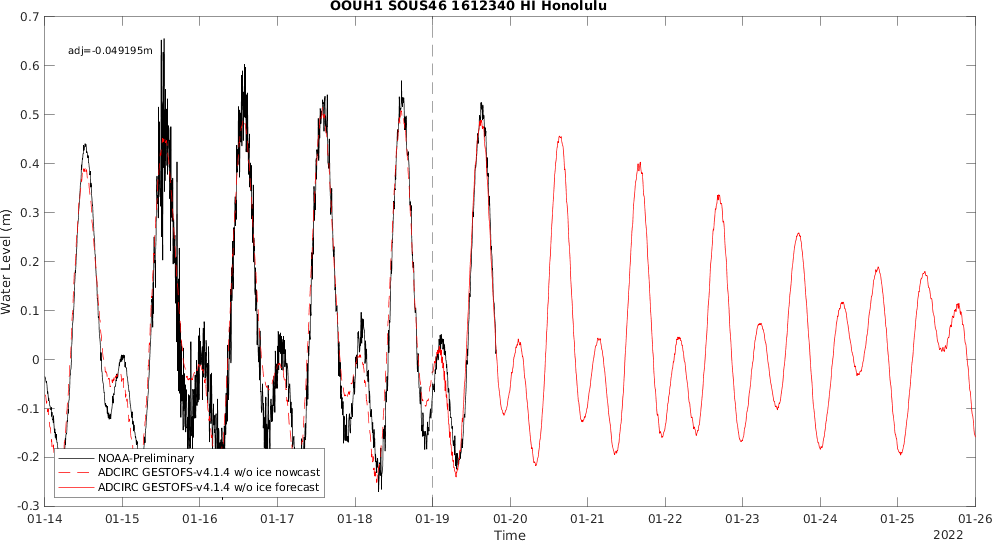 OOUH1 SOUS46 1612340 HI Honolulu
adj=-0.049195m
Water Level (m)
0.7
0.6
0.5
0.4
0.3
0.2
0.1
0
-0.1
-0.2
-0.3
NOAA-Preliminary
ADCIRC GESTOFS-v4.1.4 w/o ice nowcast
ADCIRC GESTOFS-v4.1.4 w/o ice forecast
01-14 01-15 01-16 01-17 01-18 01-19 01-20 01-21 01-22 01-23 01-24 01-25 01-26
Time
2022